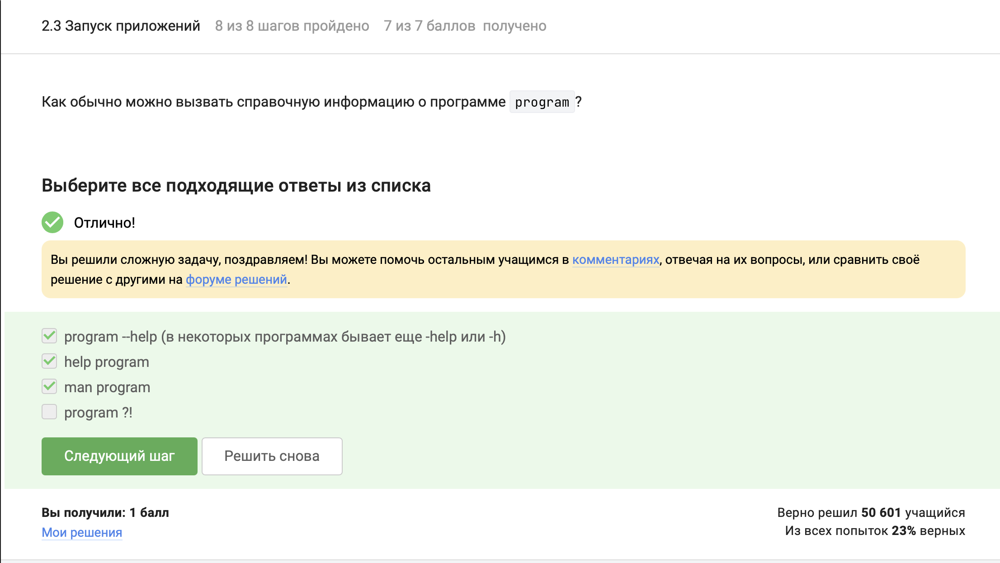 2.3 Запуск приложений 8 из 8 шагов пройдено 7 из 7 баллов получено
Как обычно можно вызвать справочную информацию о программе program?
Выберите все подходящие ответы из списка
Отлично!
Вы решили сложную задачу, поздравляем! Вы можете помочь остальным учащимся в комментариях, отвечая на их вопросы, или сравнить своё
решение с другими на форуме решений.
program --help (в некоторых программах бывает еще -help или -h)
help program
man program
program ?!
Следующий шаг Решить снова
Вы получили: 1 балл
Мои решения
Верно решил 50 601 учащийся
Из всех попыток 23% верных